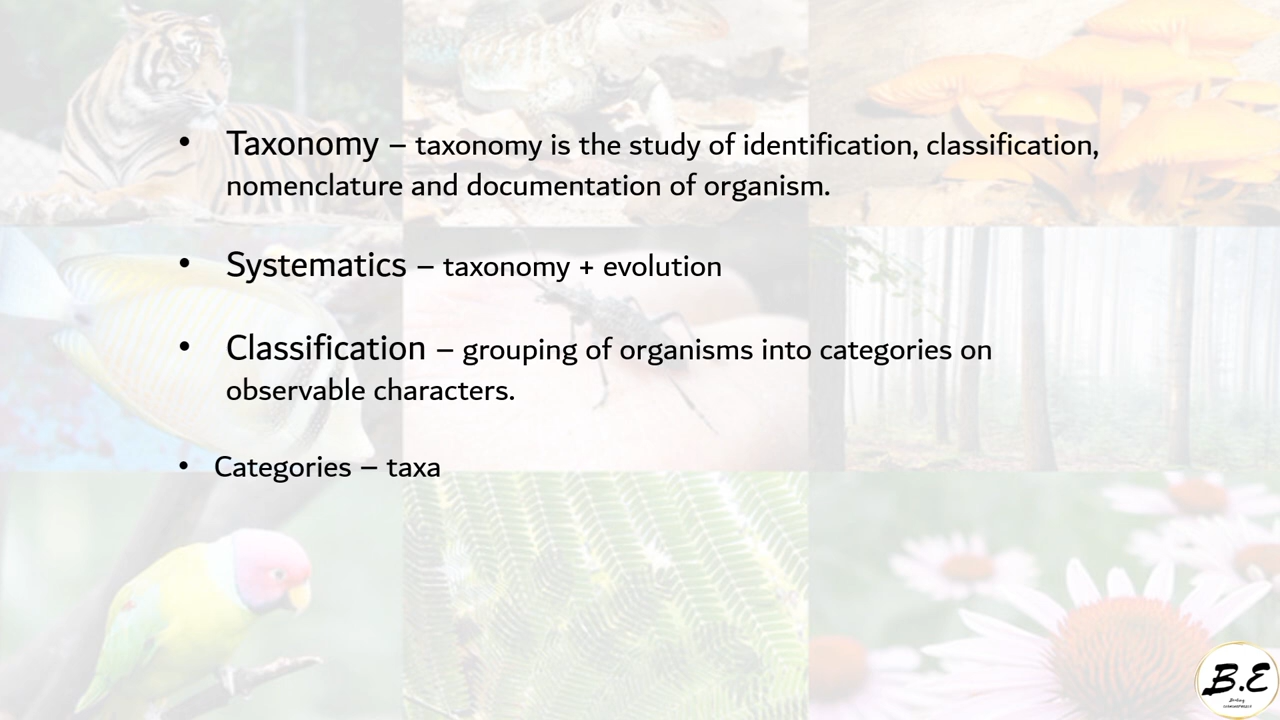 • Taxonomy – taxonomy is the study of identification, classification,
nomenclature and documentation of organism.
• Systematics – taxonomy + evolution
• Classification – grouping of organisms into categories on
observable characters.
• Categories – taxa
B.E